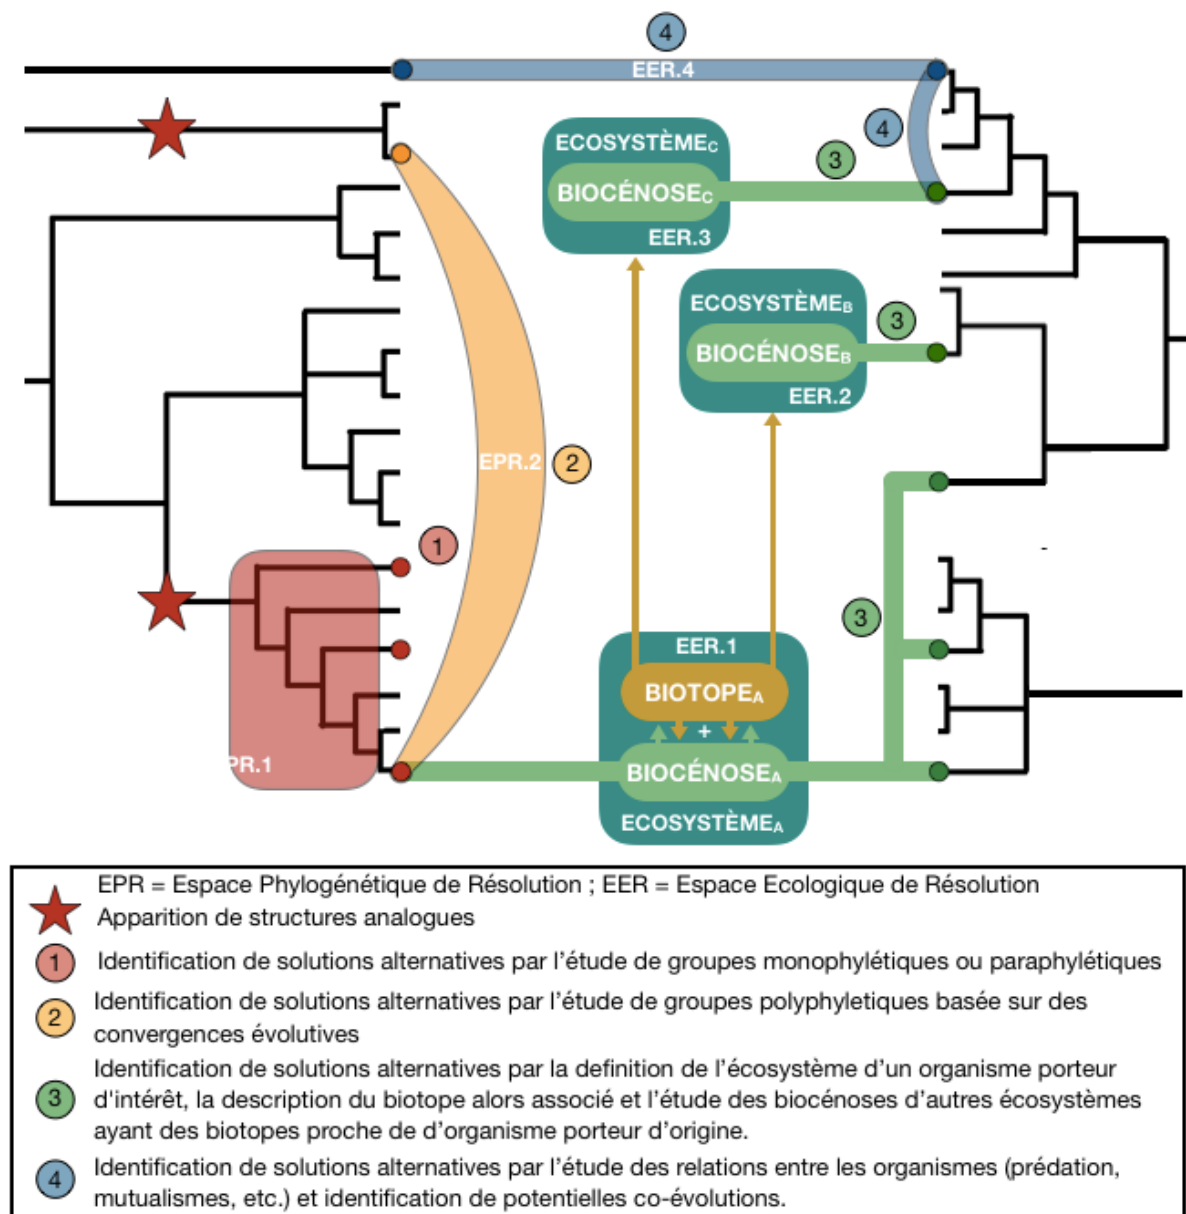 4
EER.4
4
ECOSYSTÈMEC
3
BIOCÉNOSEC
EER.3
ECOSYSTÈMEB
3
BIOCÉNOSEB
EER.2
EPR.2
2
1
3
EER.1
BIOTOPEA
+
PR.1
BIOCÉNOSEA
ECOSYSTÈMEA
EPR = Espace Phylogénétique de Résolution ; EER = Espace Ecologique de Résolution
Apparition de structures analogues
1 Identification de solutions alternatives par l'étude de groupes monophylétiques ou paraphylétiques
Identification de solutions alternatives par l'étude de groupes polyphyletiques basée sur des
2
convergences évolutives
Identification de solutions alternatives par la definition de l'écosystème d'un organisme porteur
3 d'intérêt, la description du biotope alors associé et l'étude des biocénoses d'autres écosystèmes
ayant des biotopes proche de d'organisme porteur d'origine.
Identification de solutions alternatives par l'étude des relations entre les organismes (prédation,
4
mutualismes, etc.) et identification de potentielles co-évolutions.